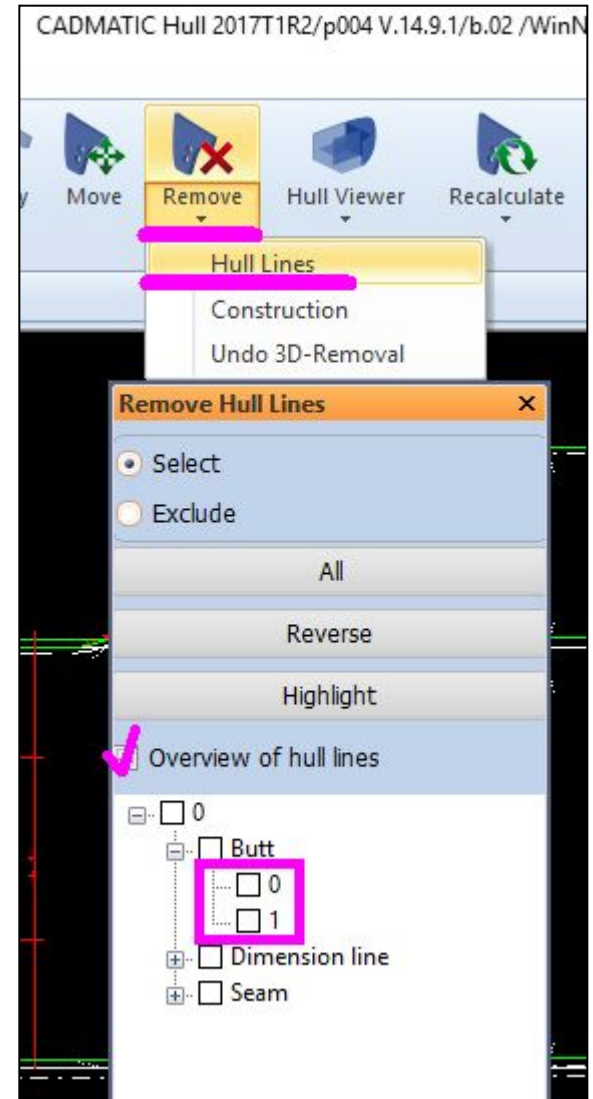 CADMATIC Hull 2017T1R2/p004 V.14.9.1/b.02 /WinN
y Move Remove Hull Viewer Recalculate
Hull Lines
Construction
Undo 3D-Removal
Remove Hull Lines ×
Select
Exclude
All
Reverse
Highlight
Overview of hull lines
0
Butt
0
1
Dimension line
Seam